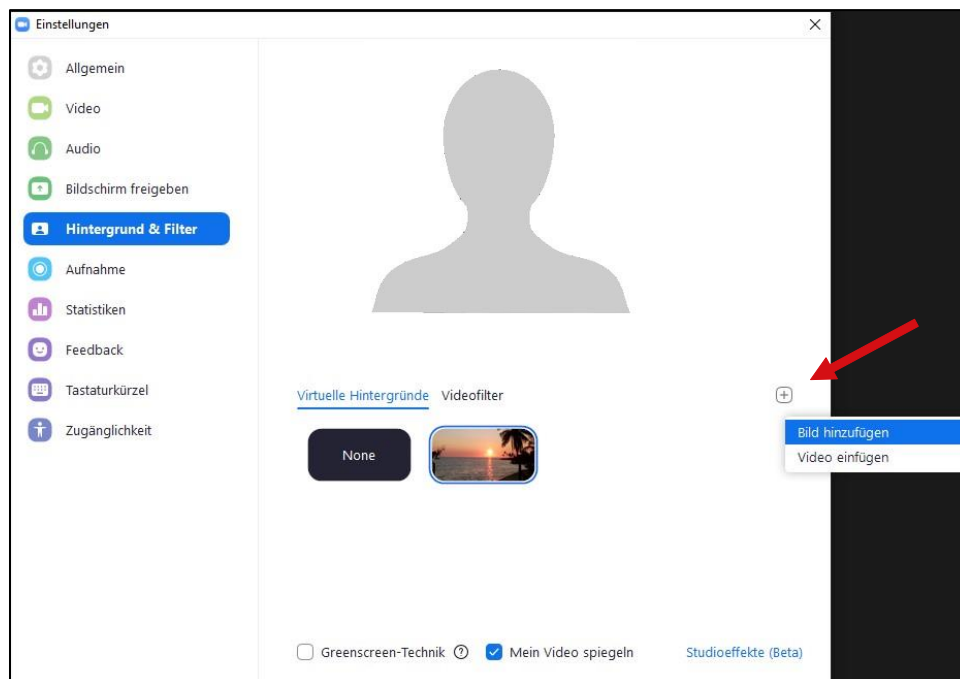 Einstellungen
Allgemein
Video
Audio
Bildschirm freigeben
Hintergrund & Filter
Aufnahme
Statistiken
Feedback
Tastaturkürzel
Zugänglichkeit
Virtuelle Hintergründe Videofilter
Bild hinzufügen
Video einfügen
None
Greenscreen-Technik ? Mein Video spiegeln Studioeffekte (Beta)